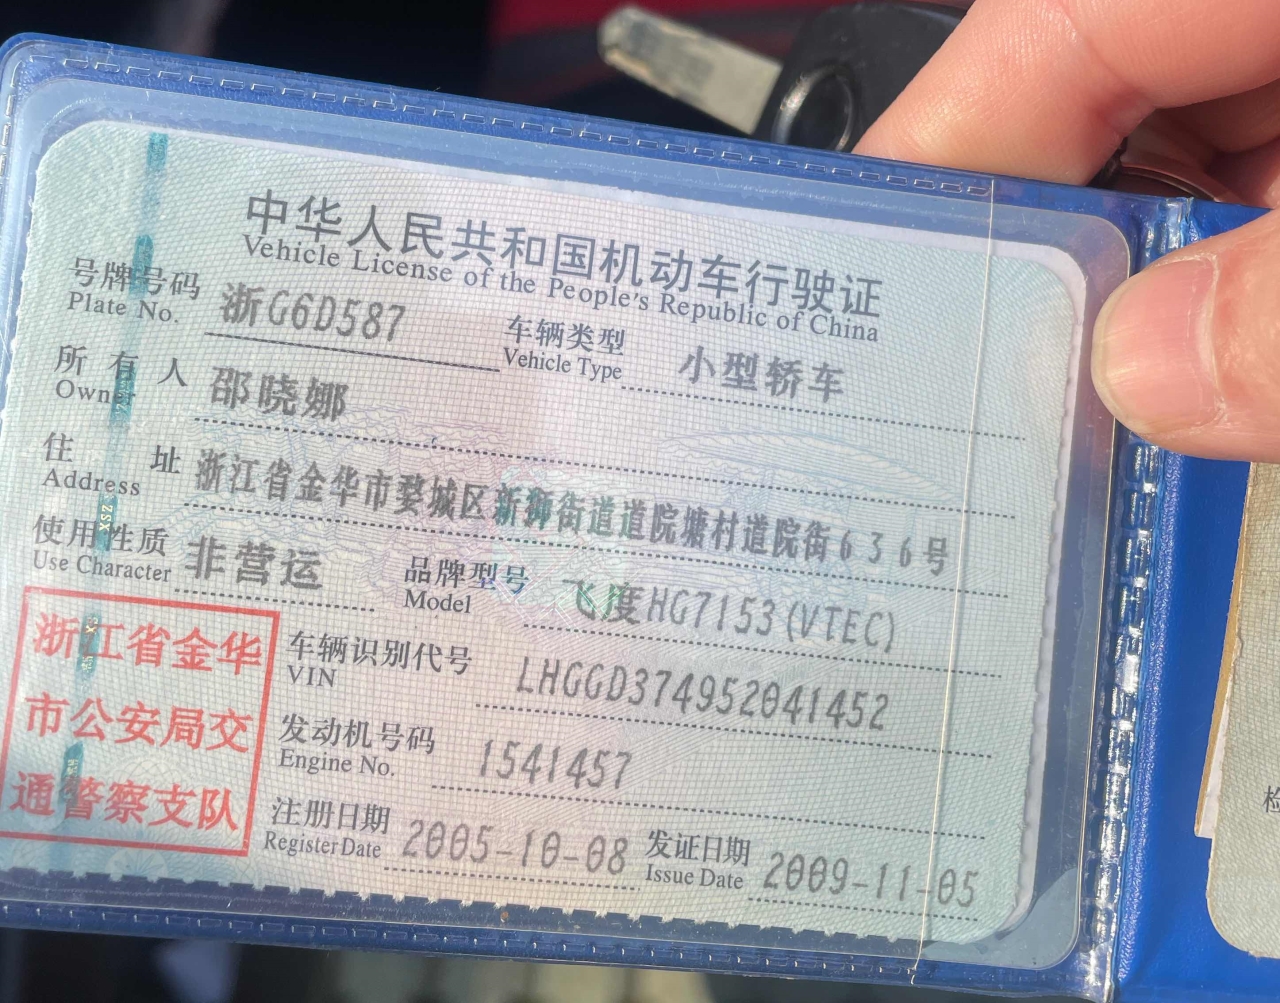 中华人民共和国机动车行驶证
Vehicle License of the People's Republic of China
号牌号码 浙G6D587 车辆类型 小型轿车
Plate No. Vehicle Type
所有人 邵晓娜
Owner
住址 浙江省金华市婺城区新狮街道道院塘村道院街636号
Address
使用性质 非营运 品牌型号 飞度HG7153(VTEC)
Use Character Model
浙江省金华
市公安局交
通警察支队
车辆识别代号 LHGGD374952041452
VIN
发动机号码 1541457
Engine No.
注册日期 2005-10-08 发证日期 2009-11-05
Register Date Issue Date
检